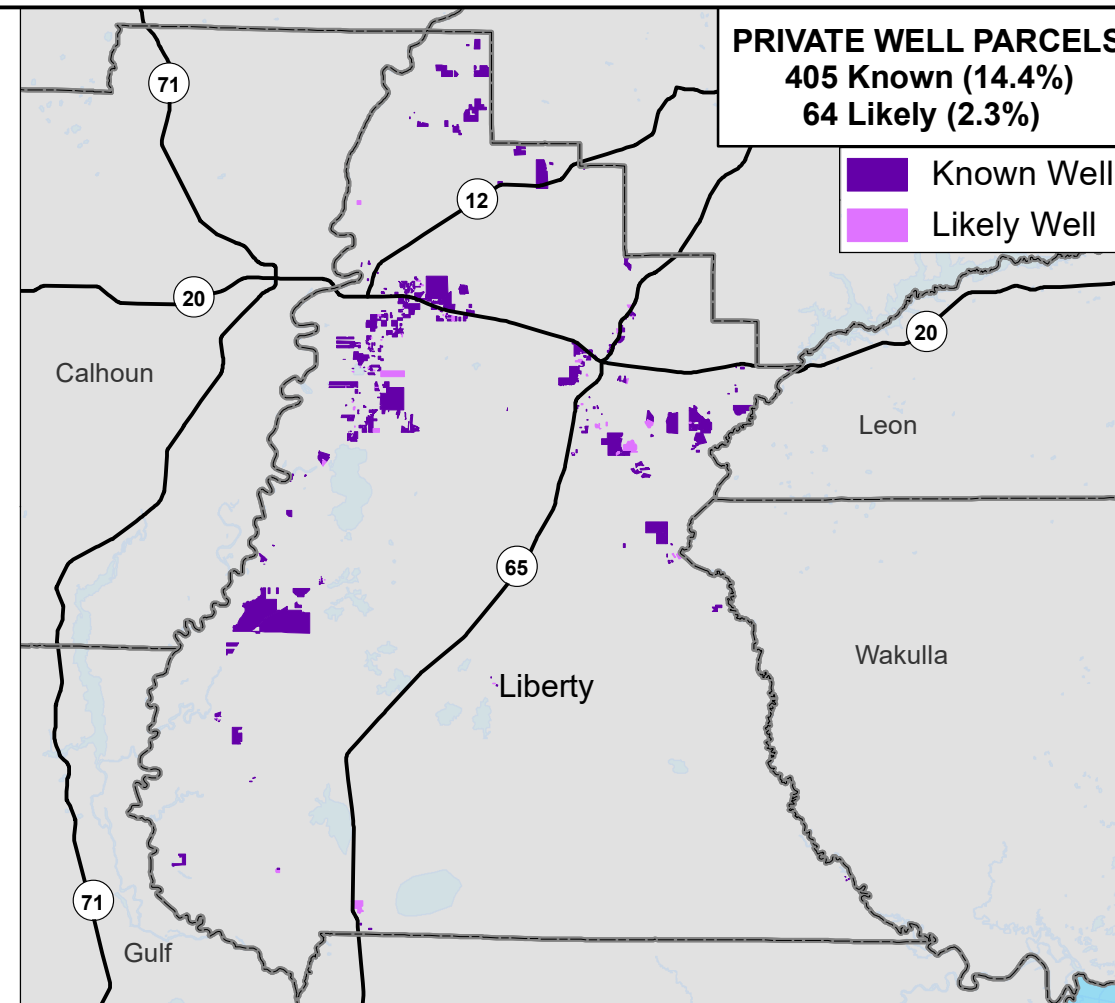 PRIVATE WELL PARCELS
405 Known (14.4%)
64 Likely (2.3%)
Known Well
Likely Well
71
12
20
20
Calhoun
Leon
65
Wakulla
Liberty
71
Gulf